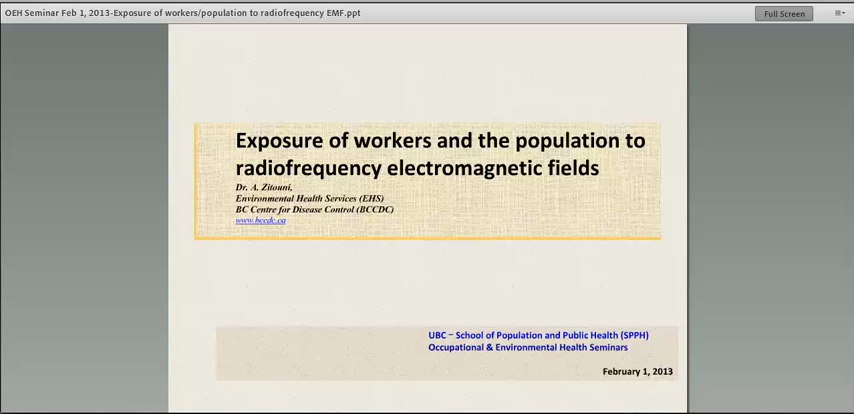 OEH Seminar Feb 1, 2013-Exposure of workers/population to radiofrequency EMF.ppt
Full Screen
Exposure of workers and the population to
radiofrequency electromagnetic fields
Dr. A. Zitouni,
Environmental Health Services (EHS)
BC Centre for Disease Control (BCCDC)
www.bccdc.ca
UBC – School of Population and Public Health (SPPH)
Occupational & Environmental Health Seminars
February 1, 2013